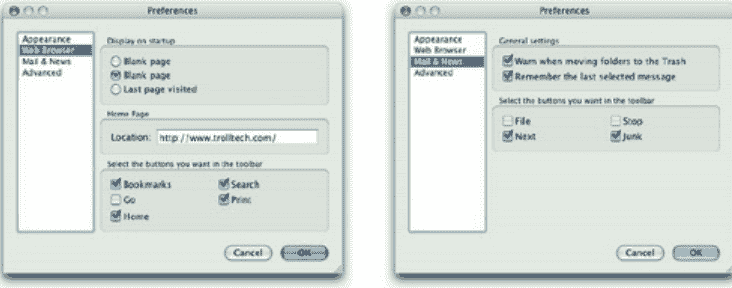 Preferences
Appearance
Web Browser
Mail & News
Advanced
Display on startup
Blank page
Blank page
Last page visited
Home Page
Location: http://www.trolltech.com/
Select the buttons you want in the toolbar
Bookmarks Search
Go Print
Home
Cancel OK
Preferences
Appearance
Web Browser
Mail & News
Advanced
General settings
Warn when moving folders to the Trash
Remember the last selected message
Select the buttons you want in the toolbar
File Stop
Next Junk
Cancel OK